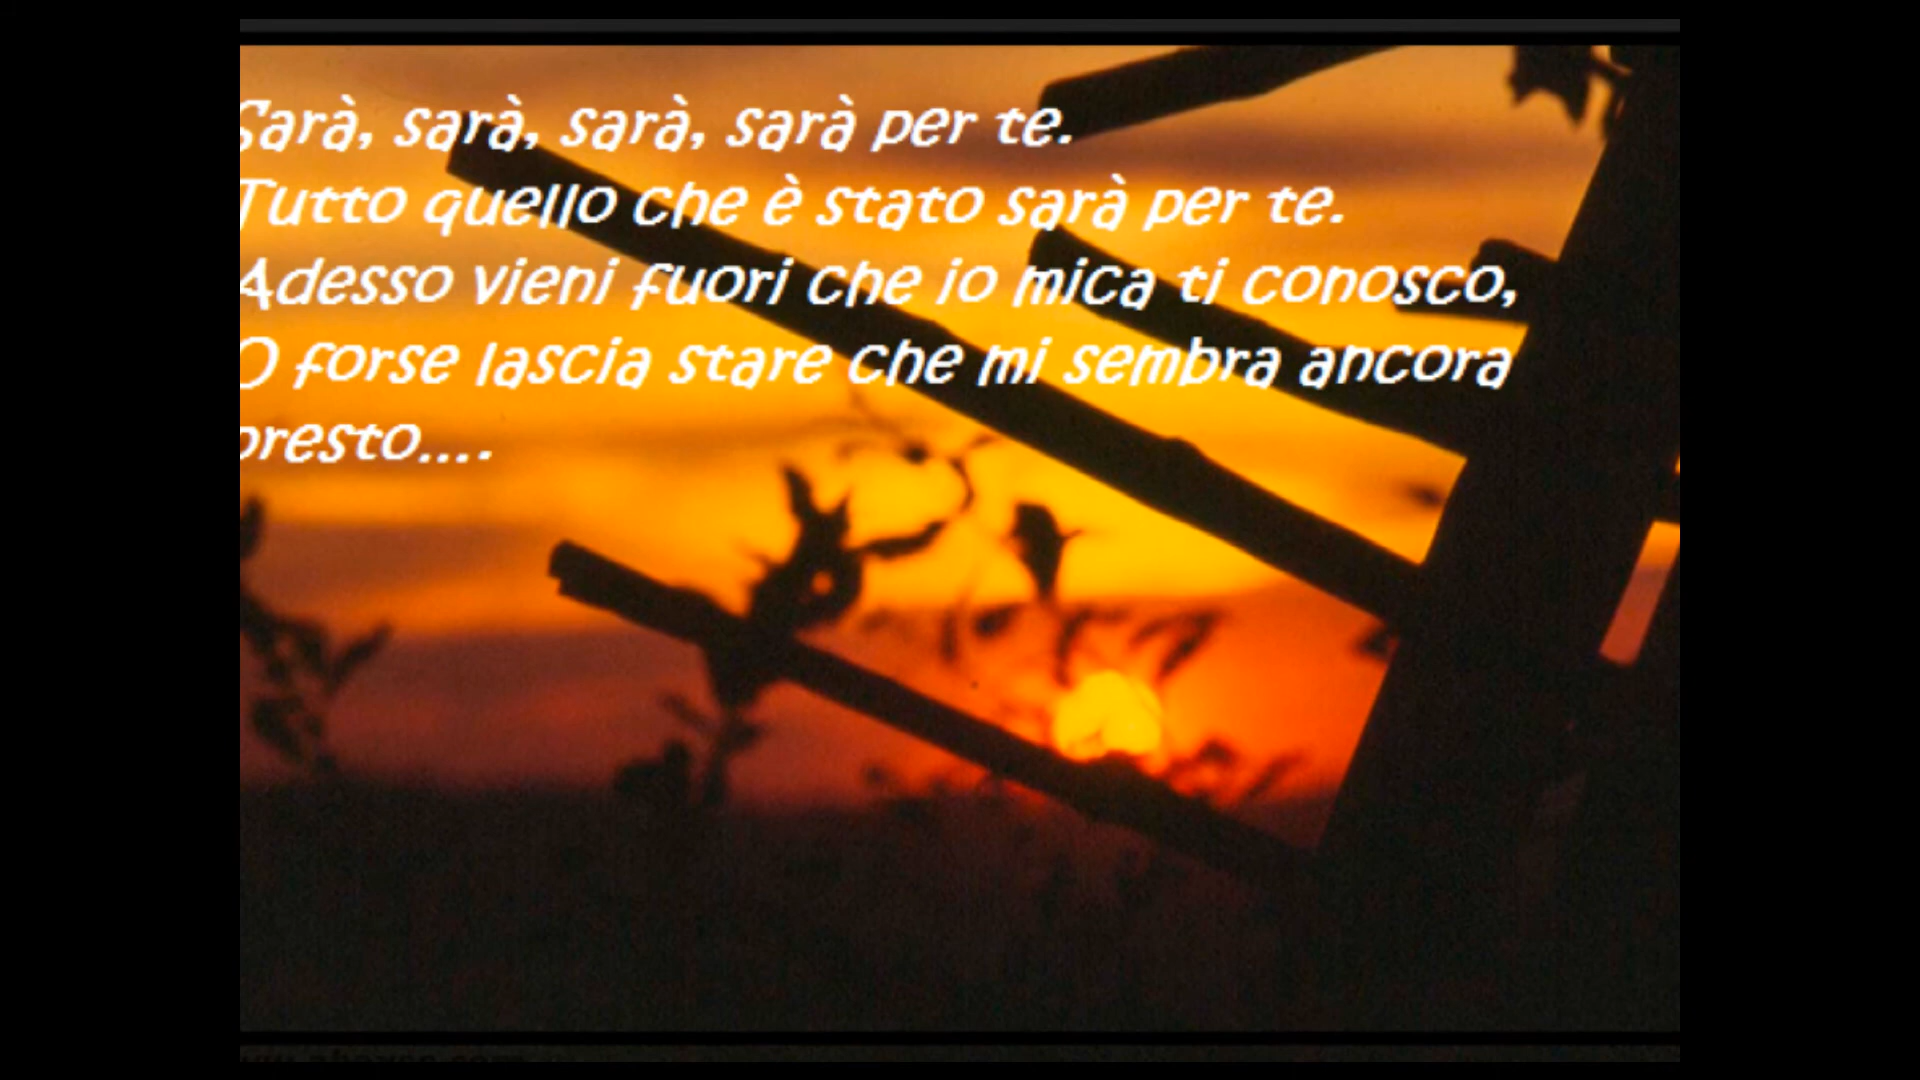 Sarà, sarà, sarà, sarà per te.
Tutto quello che è stato sarà per te.
Adesso vieni fuori che io mica ti conosco,
O forse lascia stare che mi sembra ancora
presto....